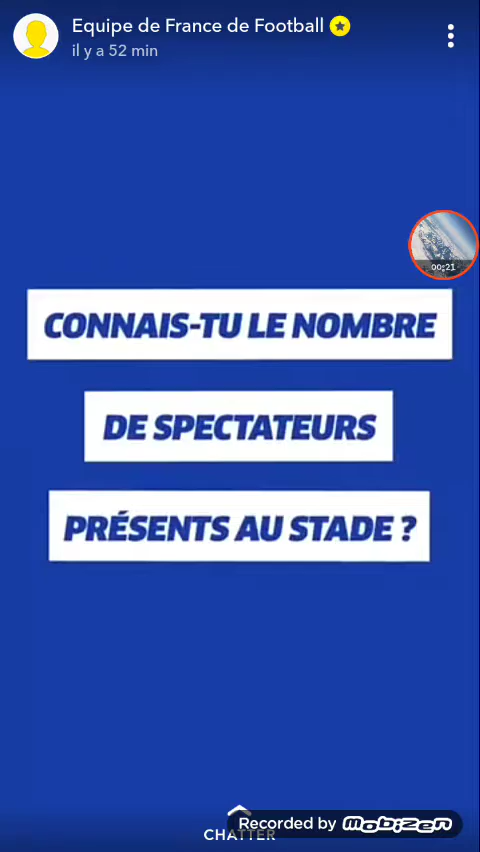 Equipe de France de Football
il y a 52 min
00:21
CONNAIS-TU LE NOMBRE
DE SPECTATEURS
PRÉSENTS AU STADE ?
CHATTER
Recorded by mobizen